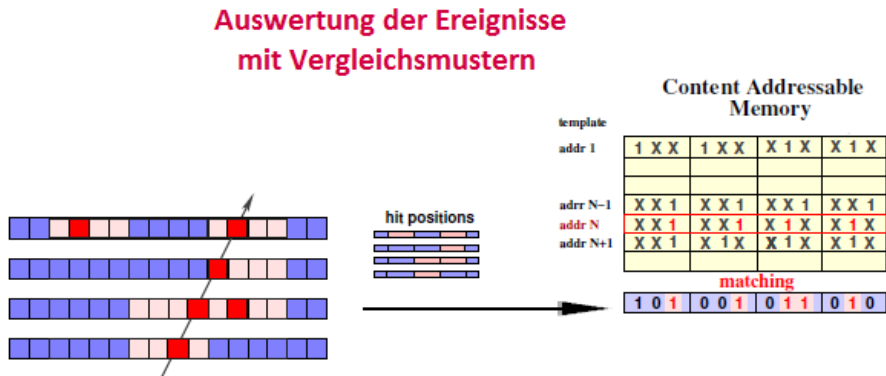 Auswertung der Ereignisse
mit Vergleichsmustern
Content Addressable
Memory
template
addr 1 1 X X 1 X X X 1 X X 1 X
adrr N-1 X X 1 X X 1 X X 1 X X 1
addr N X X 1 X X 1 X 1 X X 1 X
addr N+1 X X 1 X 1 X X 1 X X 1 X
hit positions
matching
1 0 1 0 0 1 0 1 1 0 1 0